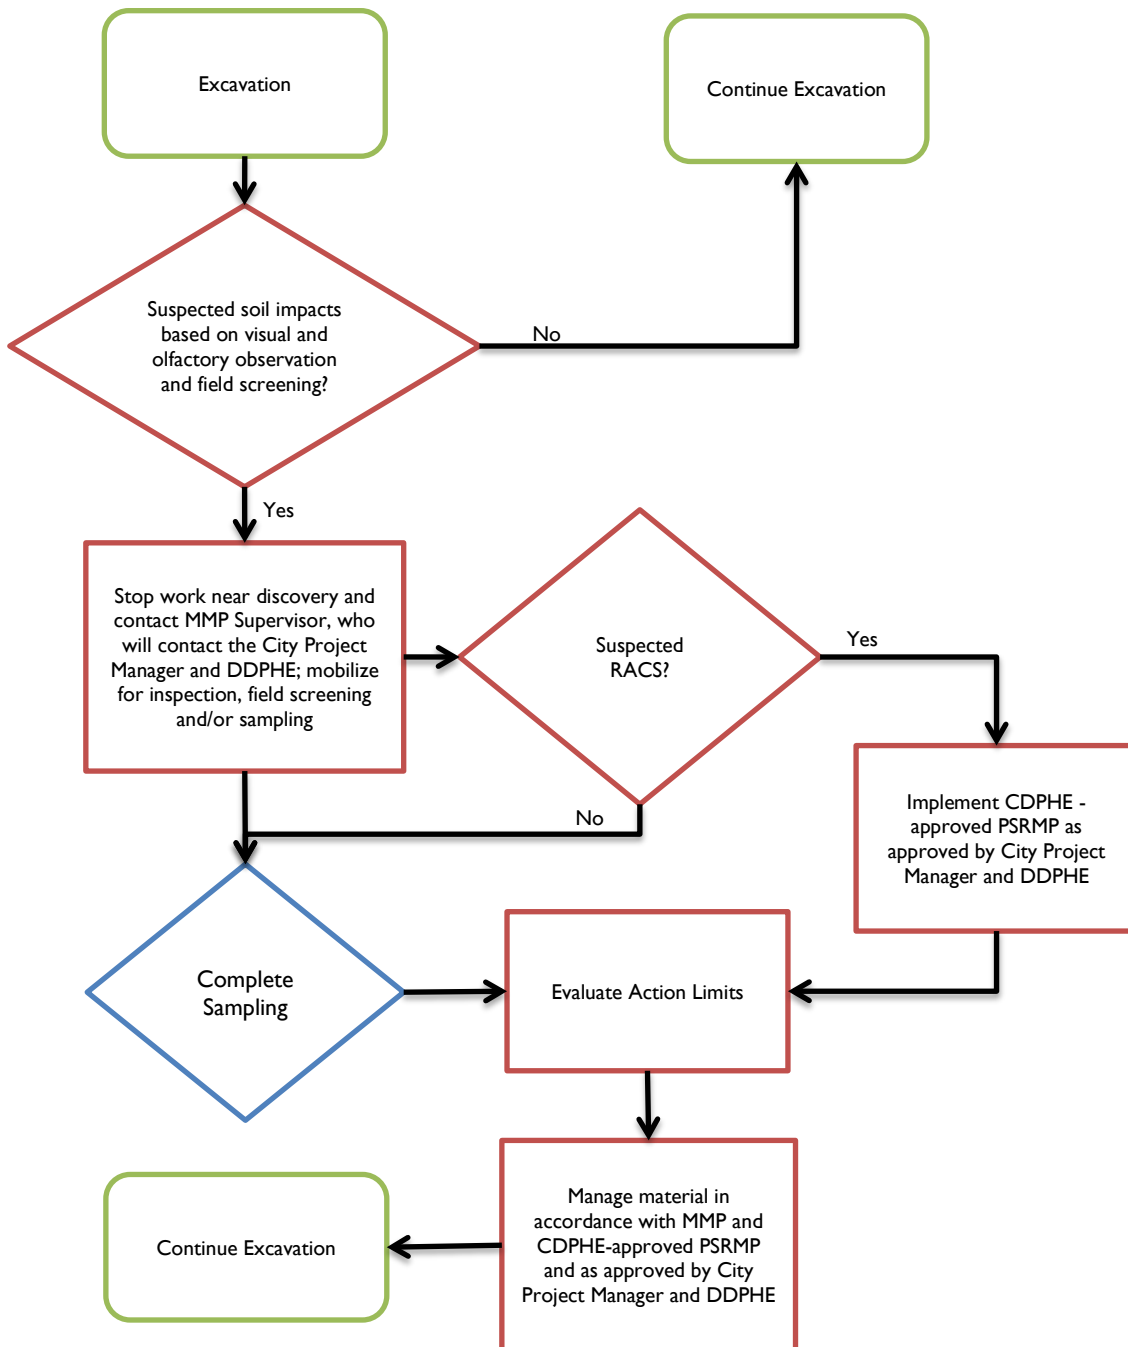 Excavation
Continue Excavation
Suspected soil impacts
based on visual and
olfactory observation
and field screening?
No
Yes
Stop work near discovery and
contact MMP Supervisor, who
will contact the City Project
Manager and DDPHE; mobilize
for inspection, field screening
and/or sampling
Suspected
RACS?
Yes
No
Implement CDPHE -
approved PSRMP as
approved by City Project
Manager and DDPHE
Complete
Sampling
Evaluate Action Limits
Manage material in
accordance with MMP and
CDPHE-approved PSRMP
and as approved by City
Project Manager and DDPHE
Continue Excavation